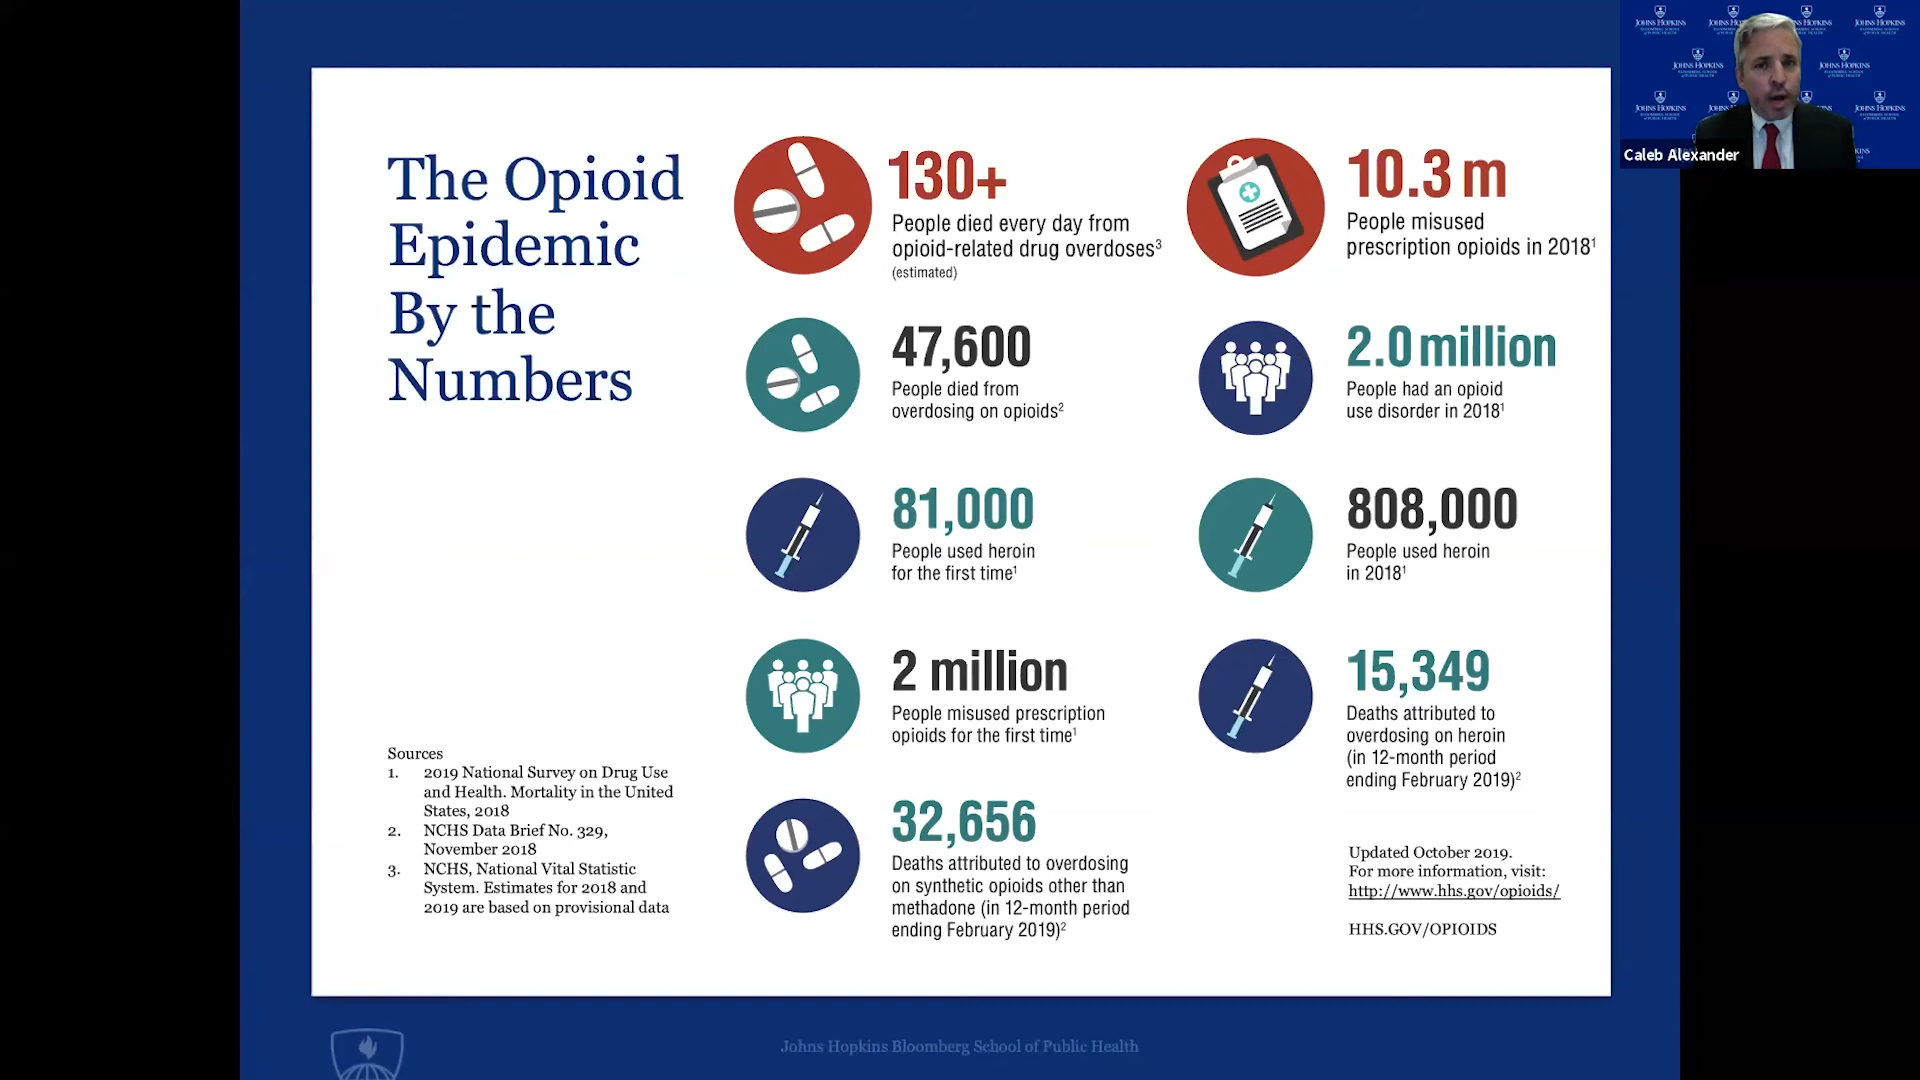 The Opioid
Epidemic
By the
Numbers
130+
People died every day from
opioid-related drug overdoses³
(estimated)
10.3 m
People misused
prescription opioids in 2018¹
47,600
People died from
overdosing on opioids²
2.0 million
People had an opioid
use disorder in 2018¹
81,000
People used heroin
for the first time¹
808,000
People used heroin
in 2018¹
2 million
People misused prescription
opioids for the first time¹
15,349
Deaths attributed to
overdosing on heroin
(in 12-month period
ending February 2019)²
32,656
Deaths attributed to overdosing
on synthetic opioids other than
methadone (in 12-month period
ending February 2019)²
Sources
1. 2019 National Survey on Drug Use
and Health. Mortality in the United
States, 2018
2. NCHS Data Brief No. 329,
November 2018
3. NCHS, National Vital Statistic
System. Estimates for 2018 and
2019 are based on provisional data
Updated October 2019.
For more information, visit:
http://www.hhs.gov/opioids/
HHS.GOV/OPIOIDS
Johns Hopkins Bloomberg School of Public Health
JOHNS HOPKINS
BLOOMBERG SCHOOL
of PUBLIC HEALTH
Caleb Alexander